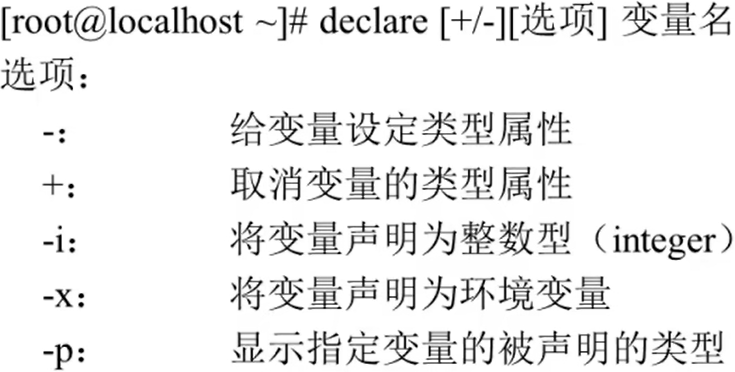 [root@localhost ~]# declare [+/-][选项] 变量名
选项：
-： 给变量设定类型属性
+： 取消变量的类型属性
-i： 将变量声明为整数型（integer）
-x： 将变量声明为环境变量
-p： 显示指定变量的被声明的类型